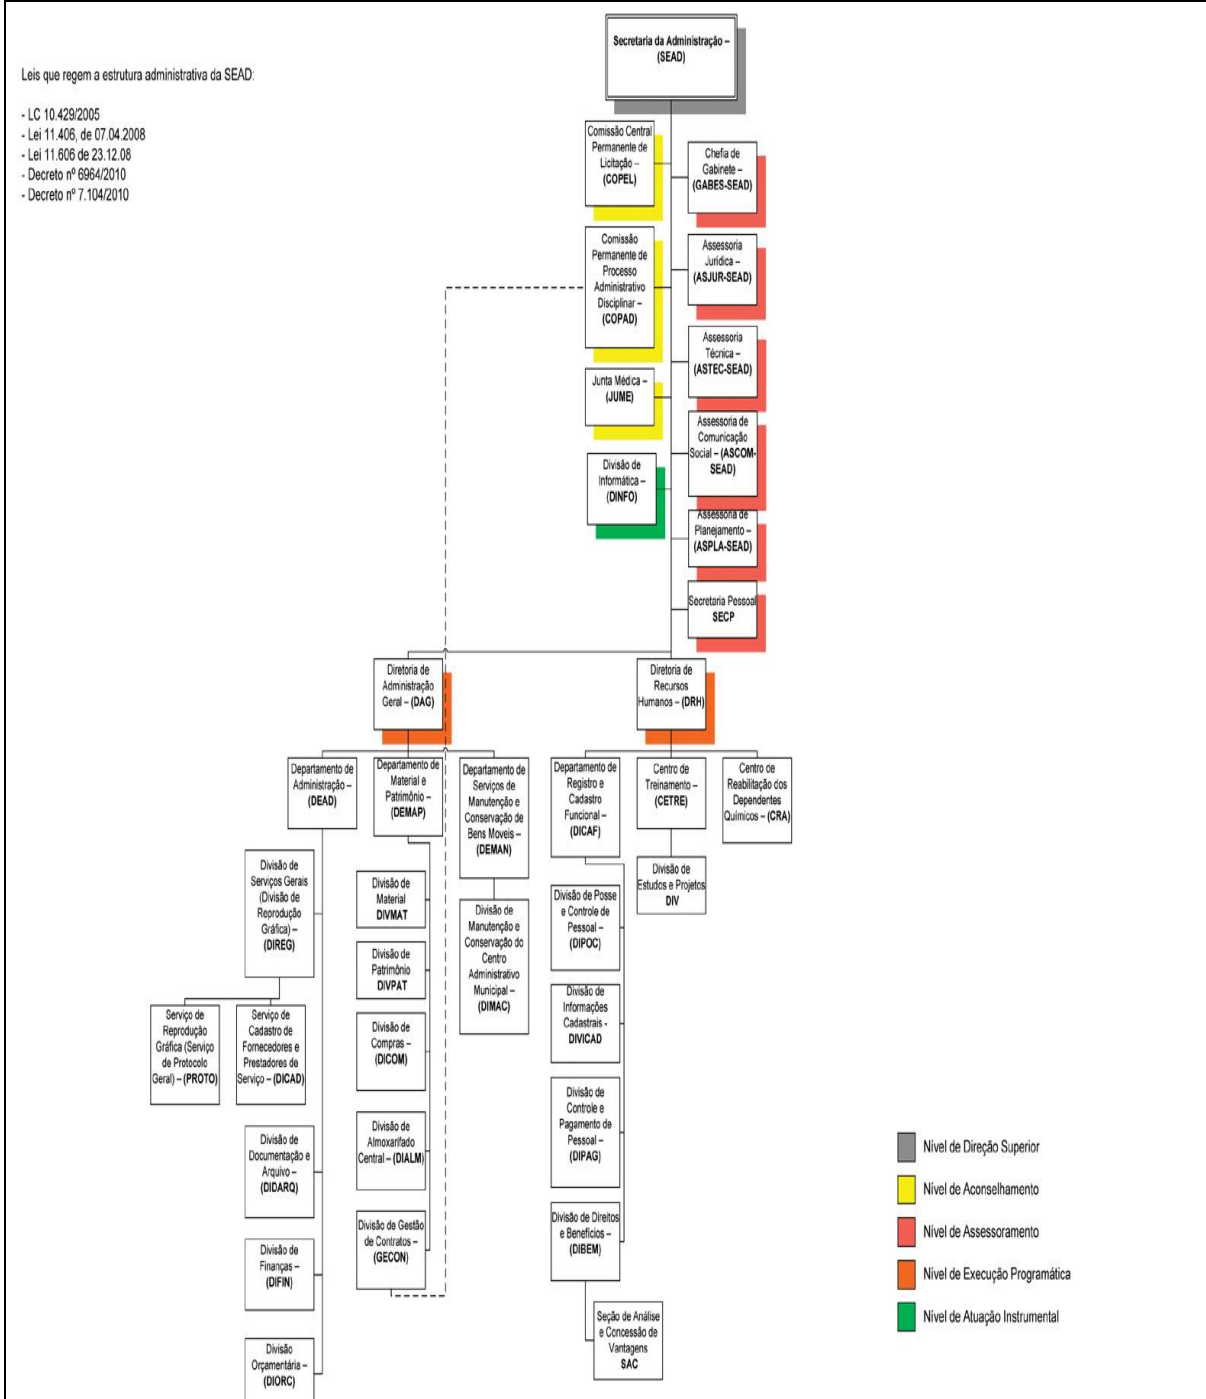 Secretaria da Administração –
(SEAD)
Leis que regem a estrutura administrativa da SEAD:
- LC 10.429/2005
- Lei 11.406, de 07.04.2008
- Lei 11.606 de 23.12.08
- Decreto nº 6964/2010
- Decreto nº 7.104/2010
Comissão Central
Permanente de
Licitação –
(COPEL)
Chefia de
Gabinete –
(GABES-SEAD)
Comissão
Permanente de
Processo
Administrativo
Disciplinar –
(COPAD)
Assessoria
Jurídica –
(ASJUR-SEAD)
Assessoria
Técnica –
(ASTEC-SEAD)
Junta Médica –
(JUME)
Assessoria de
Comunicação
Social – (ASCOM-
SEAD)
Divisão de
Informática –
(DINFO)
Assessoria de
Planejamento –
(ASPLA-SEAD)
Secretaria Pessoal
SECP
Diretoria de
Administração
Geral – (DAG)
Diretoria de
Recursos
Humanos – (DRH)
Departamento de
Administração –
(DEAD)
Departamento de
Material e
Patrimônio –
(DEMAP)
Departamento de
Serviços de
Manutenção e
Conservação de
Bens Moveis –
(DEMAN)
Departamento de
Registro e
Cadastro
Funcional –
(DICAF)
Centro de
Treinamento –
(CETRE)
Centro de
Reabilitação dos
Dependentes
Químicos – (CRA)
Divisão de
Serviços Gerais
(Divisão de
Reprodução
Gráfica) –
(DIREG)
Divisão de
Material
DIVMAT
Divisão de
Manutenção e
Conservação do
Centro
Administrativo
Municipal –
(DIMAC)
Divisão de Posse
e Controle de
Pessoal –
(DIPOC)
Divisão de
Estudos e Projetos
DIV
Divisão de
Patrimônio
DIVPAT
Serviço de
Reprodução
Gráfica (Serviço
de Protocolo
Geral) – (PROTO)
Serviço de
Cadastro de
Fornecedores e
Prestadores de
Serviço – (DICAD)
Divisão de
Compras –
(DICOM)
Divisão de
Informações
Cadastrais -
DIVICAD
Divisão de
Controle e
Pagamento de
Pessoal –
(DIPAG)
Divisão de
Documentação e
Arquivo –
(DIDARQ)
Divisão de
Almoxarifado
Central – (DIALM)
Divisão de Gestão
de Contratos –
(GECON)
Divisão de Direitos
e Benefícios –
(DIBEM)
Divisão de
Finanças –
(DIFIN)
Seção de Análise
e Concessão de
Vantagens
SAC
Divisão
Orçamentária –
(DIORC)
Nivel de Direção Superior
Nivel de Aconselhamento
Nivel de Assessoramento
Nivel de Execução Programática
Nivel de Atuação Instrumental